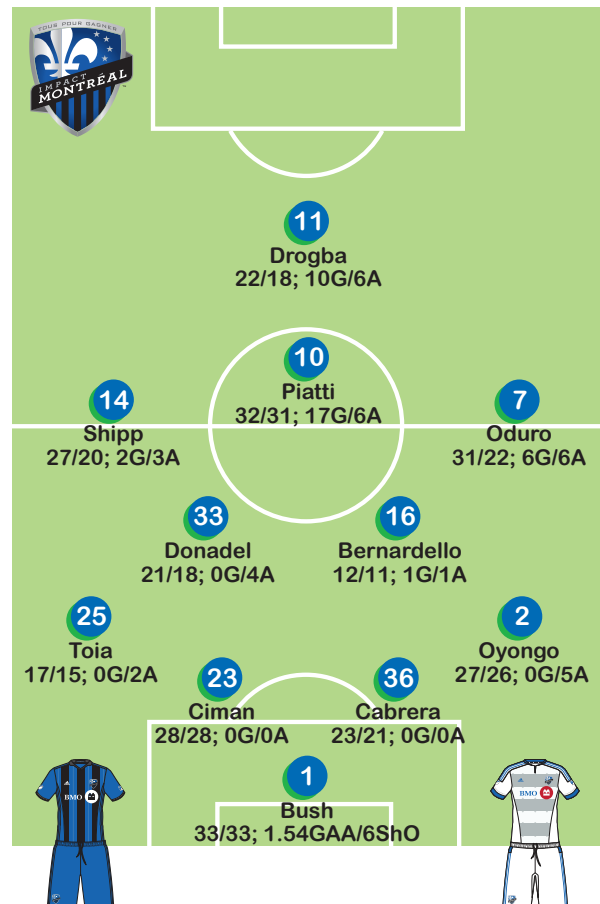 TOUS POUR GAGNER
IMPACT
MONTRÉAL
11
Drogba
22/18; 10G/6A
10
Piatti
32/31; 17G/6A
14
Shipp
27/20; 2G/3A
7
Oduro
31/22; 6G/6A
33
Donadel
21/18; 0G/4A
16
Bernardello
12/11; 1G/1A
25
Toia
17/15; 0G/2A
2
Oyongo
27/26; 0G/5A
23
Ciman
28/28; 0G/0A
36
Cabrera
23/21; 0G/0A
1
Bush
33/33; 1.54GAA/6ShO
BMO
BMO